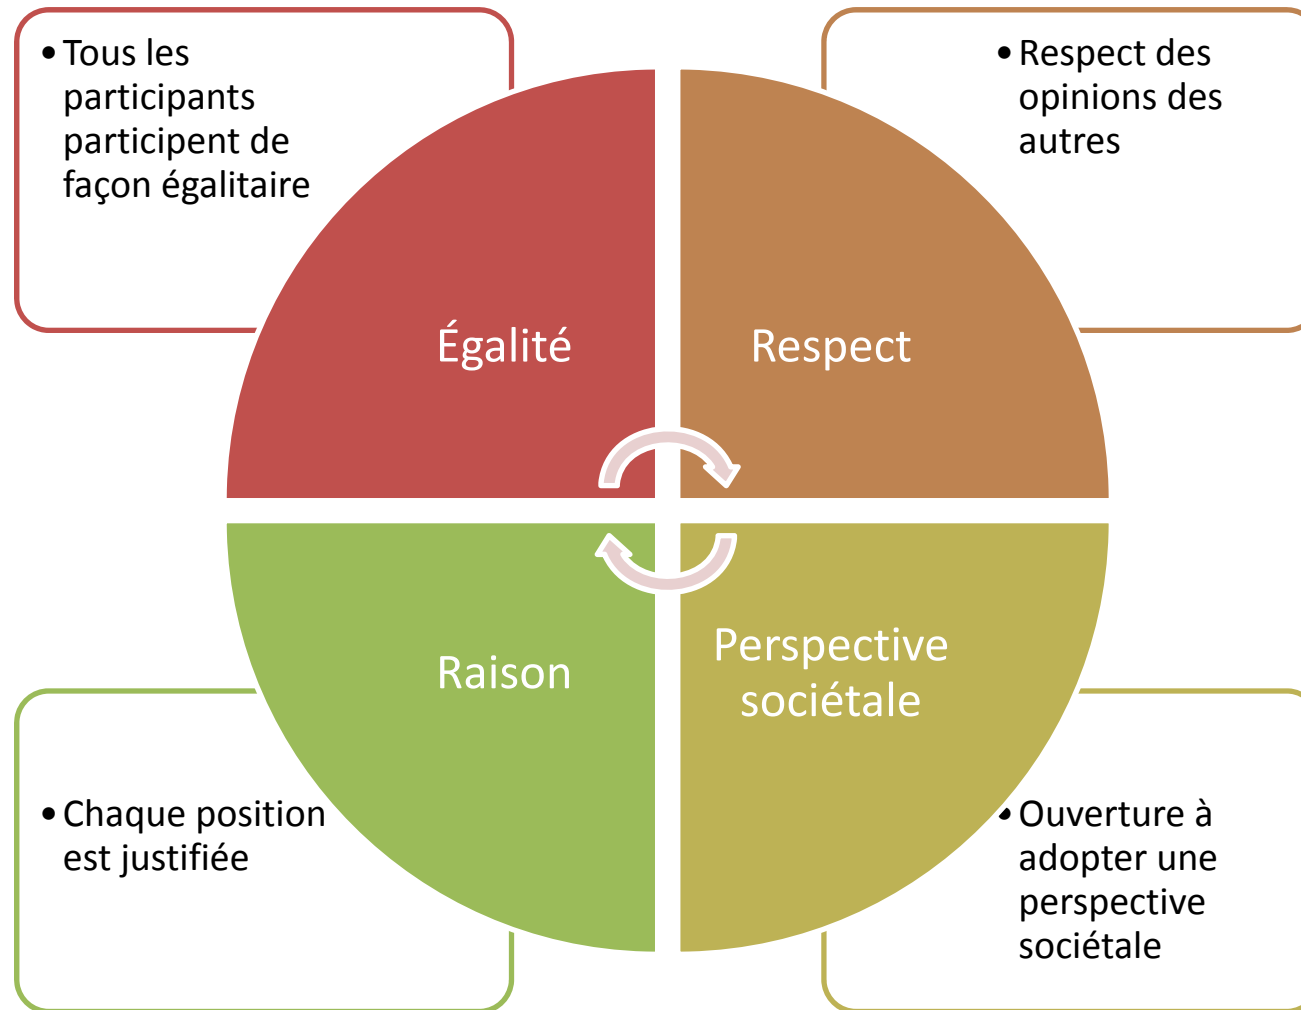 • Tous les
participants
participent de
façon égalitaire
• Respect des
opinions des
autres
Égalité
Respect
Raison
Perspective
sociétale
• Chaque position
est justifiée
• Ouverture à
adopter une
perspective
sociétale